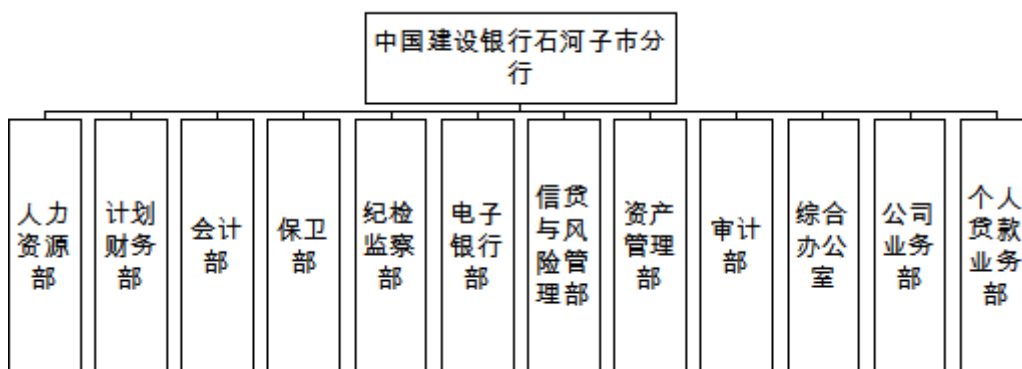 中国建设银行石河子市分
行
人力
资源
部
计划
财务
部
会计
部
保卫
部
纪检
监察
部
电子
银行
部
信贷
与风
险管
理部
资产
管理
部
审计
部
综合
办公
室
公司
业务
部
个人
贷款
业务
部